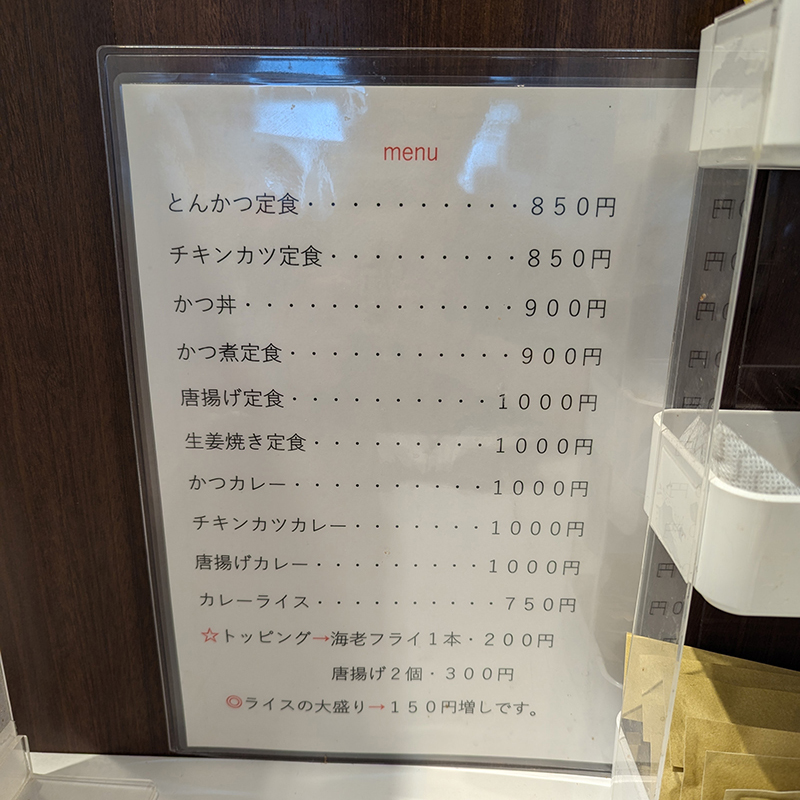 menu
とんかつ定食・・・・・・・・・・８５０円
チキンカツ定食・・・・・・・・・８５０円
かつ丼・・・・・・・・・・・・・９００円
かつ煮定食・・・・・・・・・・・９００円
唐揚げ定食・・・・・・・・・・１０００円
生姜焼き定食・・・・・・・・・１０００円
かつカレー・・・・・・・・・・１０００円
チキンカツカレー・・・・・・・１０００円
唐揚げカレー・・・・・・・・・１０００円
カレーライス・・・・・・・・・・７５０円
☆トッピング→海老フライ１本・２００円
唐揚げ２個・３００円
◎ライスの大盛り→１５０円増しです。